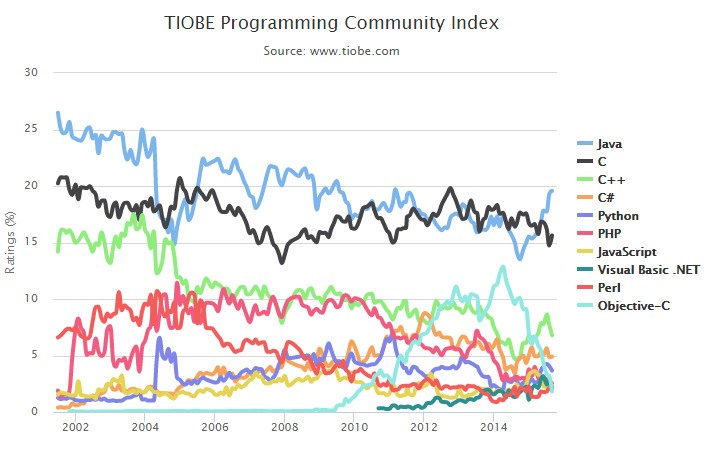 TIOBE Programming Community Index
Source: www.tiobe.com
Ratings (%)
30
25
20
15
10
5
0
2002 2004 2006 2008 2010 2012 2014
Java
C
C++
C#
Python
PHP
JavaScript
Visual Basic .NET
Perl
Objective-C